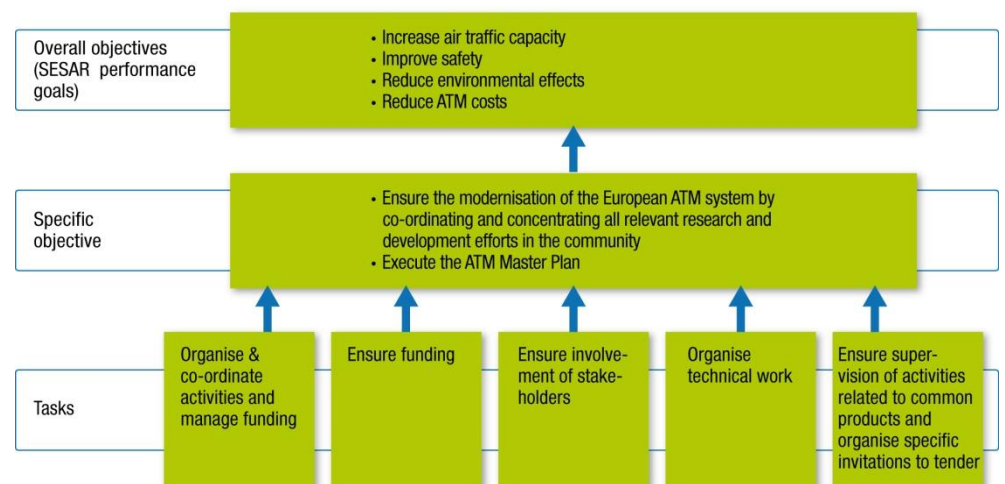 Overall objectives
(SESAR performance
goals)
• Increase air traffic capacity
• Improve safety
• Reduce environmental effects
• Reduce ATM costs
Specific
objective
• Ensure the modernisation of the European ATM system by
co-ordinating and concentrating all relevant research and
development efforts in the community
• Execute the ATM Master Plan
Tasks
Organise &
co-ordinate
activities and
manage funding
Ensure funding
Ensure involve-
ment of stake-
holders
Organise
technical work
Ensure super-
vision of activities
related to common
products and
organise specific
invitations to tender